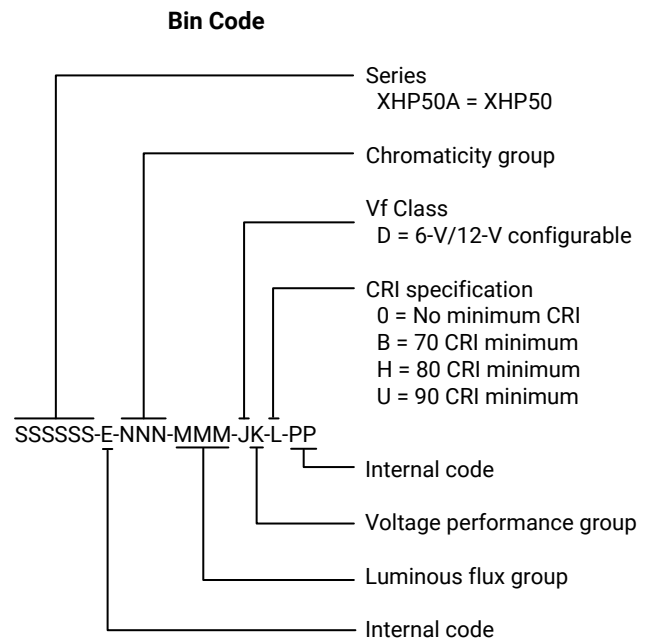 Bin Code
Series
XHP50A = XHP50
Chromaticity group
Vf Class
D = 6-V/12-V configurable
CRI specification
0 = No minimum CRI
B = 70 CRI minimum
H = 80 CRI minimum
U = 90 CRI minimum
SSSSSS-E-NNN-MMM-JK-L-PP
Internal code
Voltage performance group
Luminous flux group
Internal code